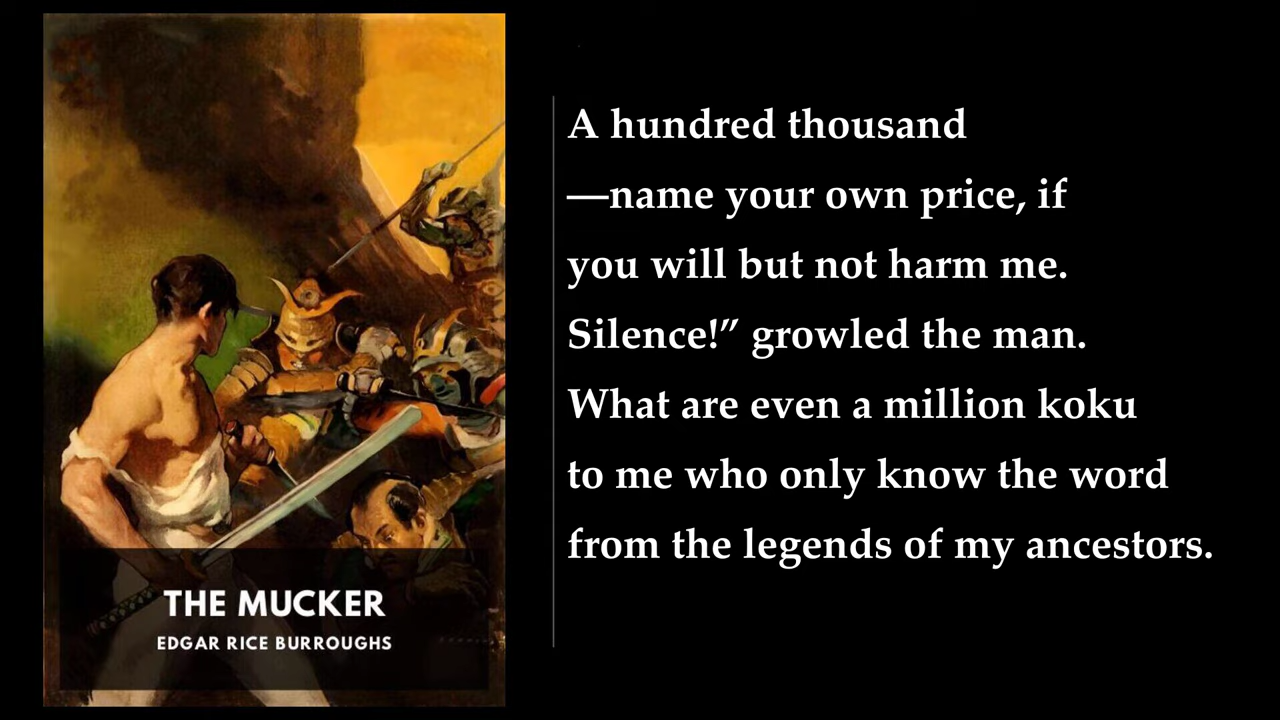 THE MUCKER
EDGAR RICE BURROUGHS
A hundred thousand
—name your own price, if
you will but not harm me.
Silence!” growled the man.
What are even a million koku
to me who only know the word
from the legends of my ancestors.